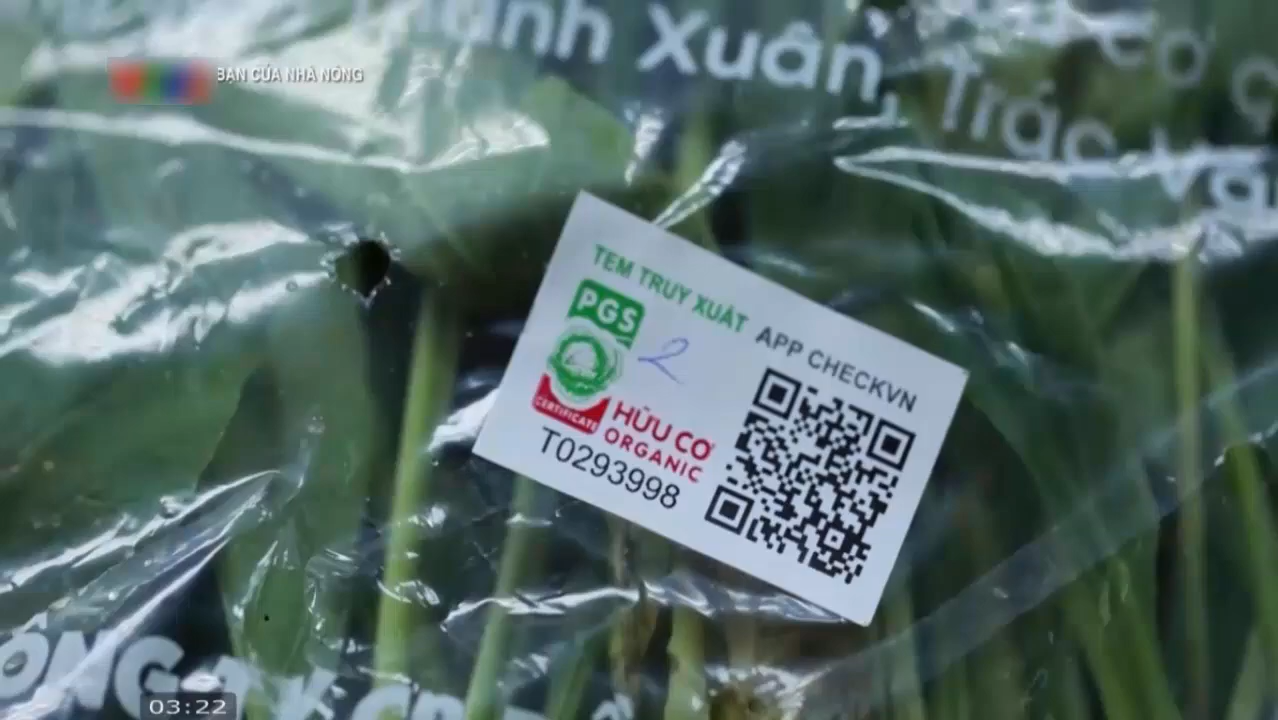 BẠN CỦA NHÀ NÔNG
Xuân, Trác Vă
TEM TRUY XUẤT
APP CHECKVN
PGS
2
CERTIFICATE
HỮU CƠ
ORGANIC
T0293998
03:22